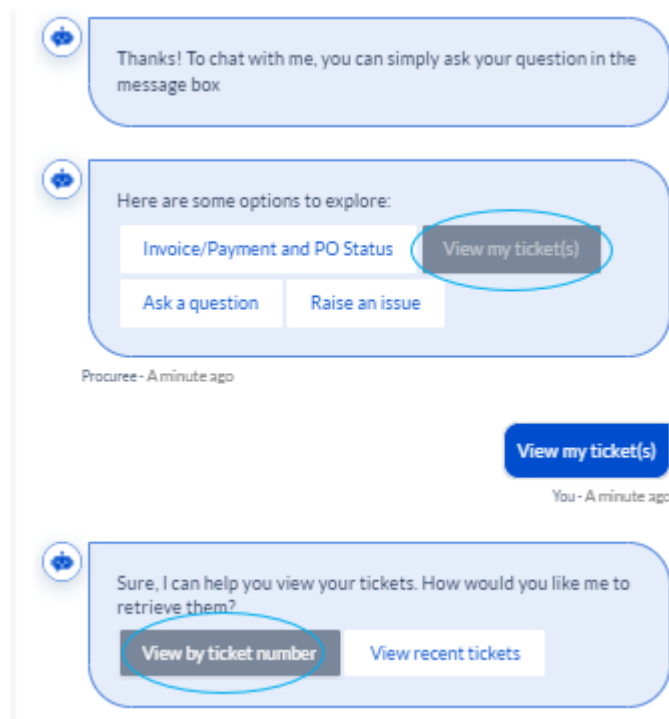 Thanks! To chat with me, you can simply ask your question in the
message box
Here are some options to explore:
Invoice/Payment and PO Status
View my ticket(s)
Ask a question
Raise an issue
Procuree - A minute ago
View my ticket(s)
You - A minute ago
Sure, I can help you view your tickets. How would you like me to
retrieve them?
View by ticket number
View recent tickets